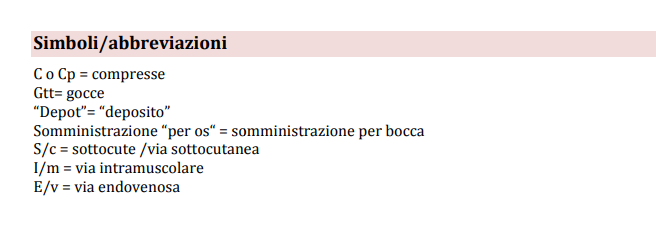 Simboli/abbreviazioni
C o Cp = compresse
Gtt= gocce
“Depot”= “deposito”
Somministrazione “per os“ = somministrazione per bocca
S/c = sottocute /via sottocutanea
I/m = via intramuscolare
E/v = via endovenosa